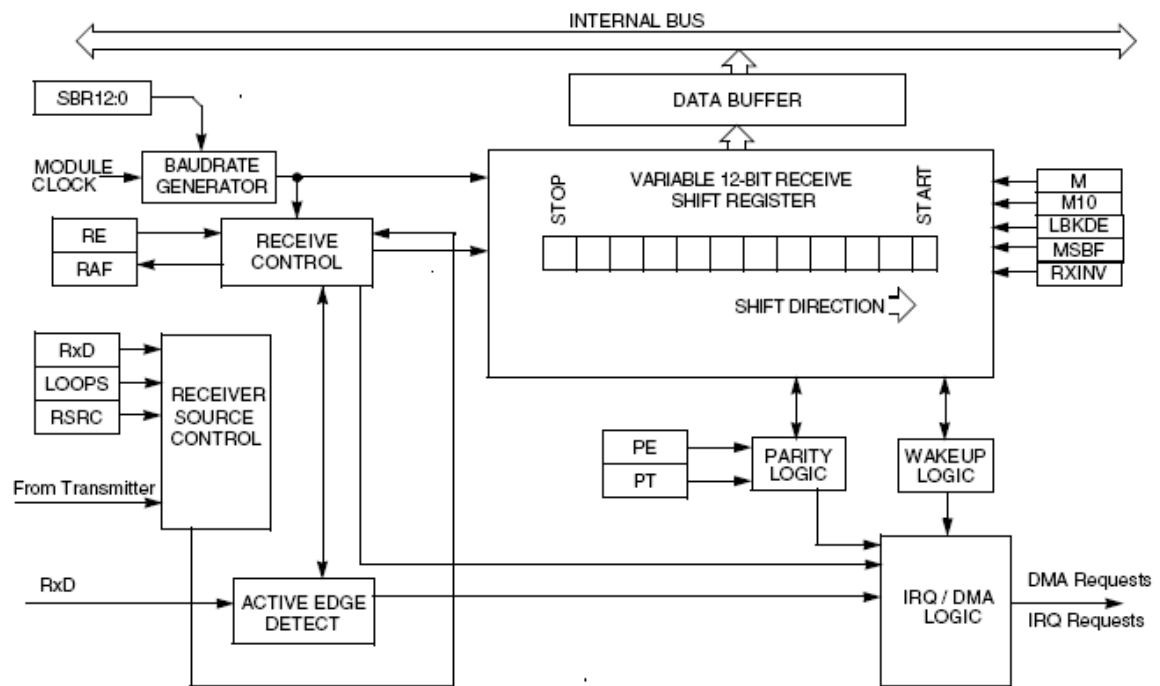 INTERNAL BUS
SBR12:0
DATA BUFFER
MODULE
CLOCK
BAUDRATE
GENERATOR
STOP
VARIABLE 12-BIT RECEIVE
SHIFT REGISTER
START
M
M10
LBKDE
MSBF
RXINV
RE
RAF
RECEIVE
CONTROL
SHIFT DIRECTION
RxD
LOOPS
RSRC
RECEIVER
SOURCE
CONTROL
From Transmitter
PE
PT
PARITY
LOGIC
WAKEUP
LOGIC
RxD
ACTIVE EDGE
DETECT
IRQ / DMA
LOGIC
DMA Requests
IRQ Requests